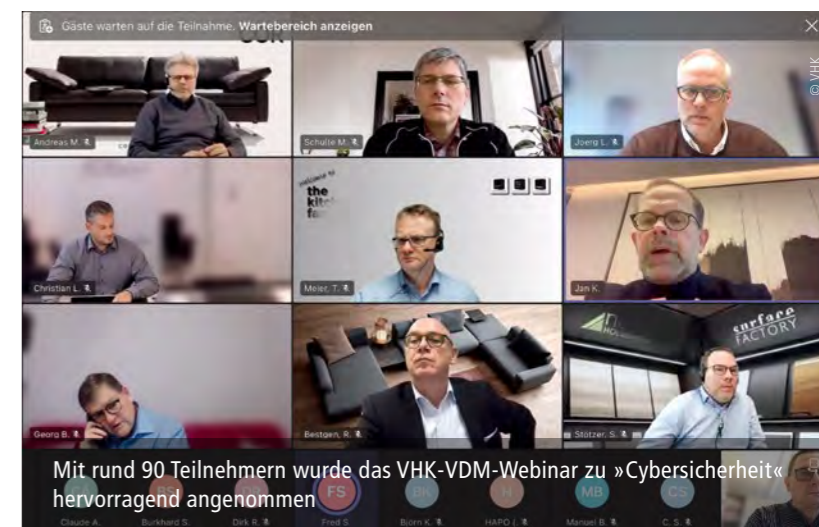 Gäste warten auf die Teilnahme. Wartebereich anzeigen
© VHK
Andreas M.
Schulte M.
Joerg L.
welcome to
the
Christian L.
Meier, T.
Jan K.
surface
FACTORY
Georg B.
Bestgen, R.
Stötzer, S.
Mit rund 90 Teilnehmern wurde das VHK-VDM-Webinar zu »Cybersicherheit«
hervorragend angenommen
FS
BK
H
MB
CS
Claude A.
Burkhard S.
Dirk R.
Fred S.
Björn K.
HAPO (.
Manuel B.
C. S.